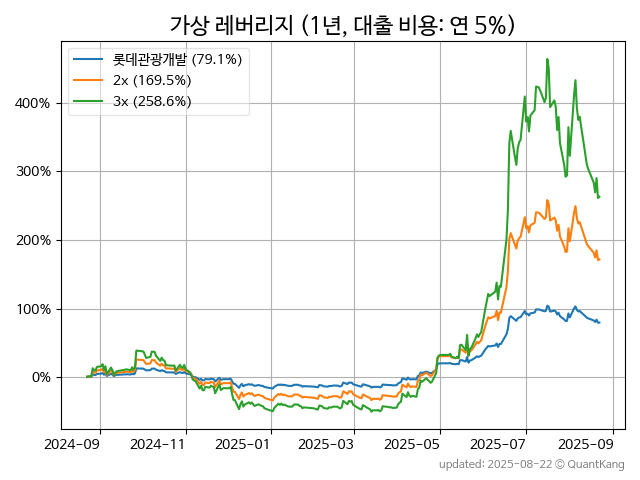 가상 레버리지 (1년, 대출 비용: 연 5%)
롯데관광개발 (79.1%)
2x (169.5%)
3x (258.6%)
400%
300%
200%
100%
0%
2024-09 2024-11 2025-01 2025-03 2025-05 2025-07 2025-09
updated: 2025-08-22 © QuantKang